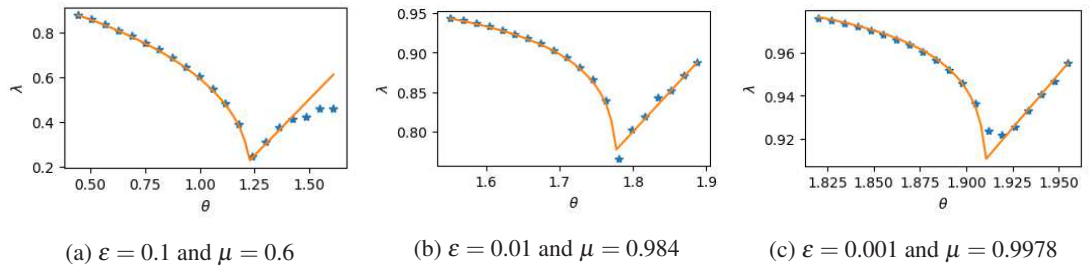 0.8
0.6
0.4
0.2
λ
0.50 0.75 1.00 1.25 1.50
θ
(a) ε = 0.1 and μ = 0.6
0.95
0.90
0.85
0.80
λ
1.6 1.7 1.8 1.9
θ
(b) ε = 0.01 and μ = 0.984
0.96
0.94
0.92
λ
1.825 1.850 1.875 1.900 1.925 1.950
θ
(c) ε = 0.001 and μ = 0.9978